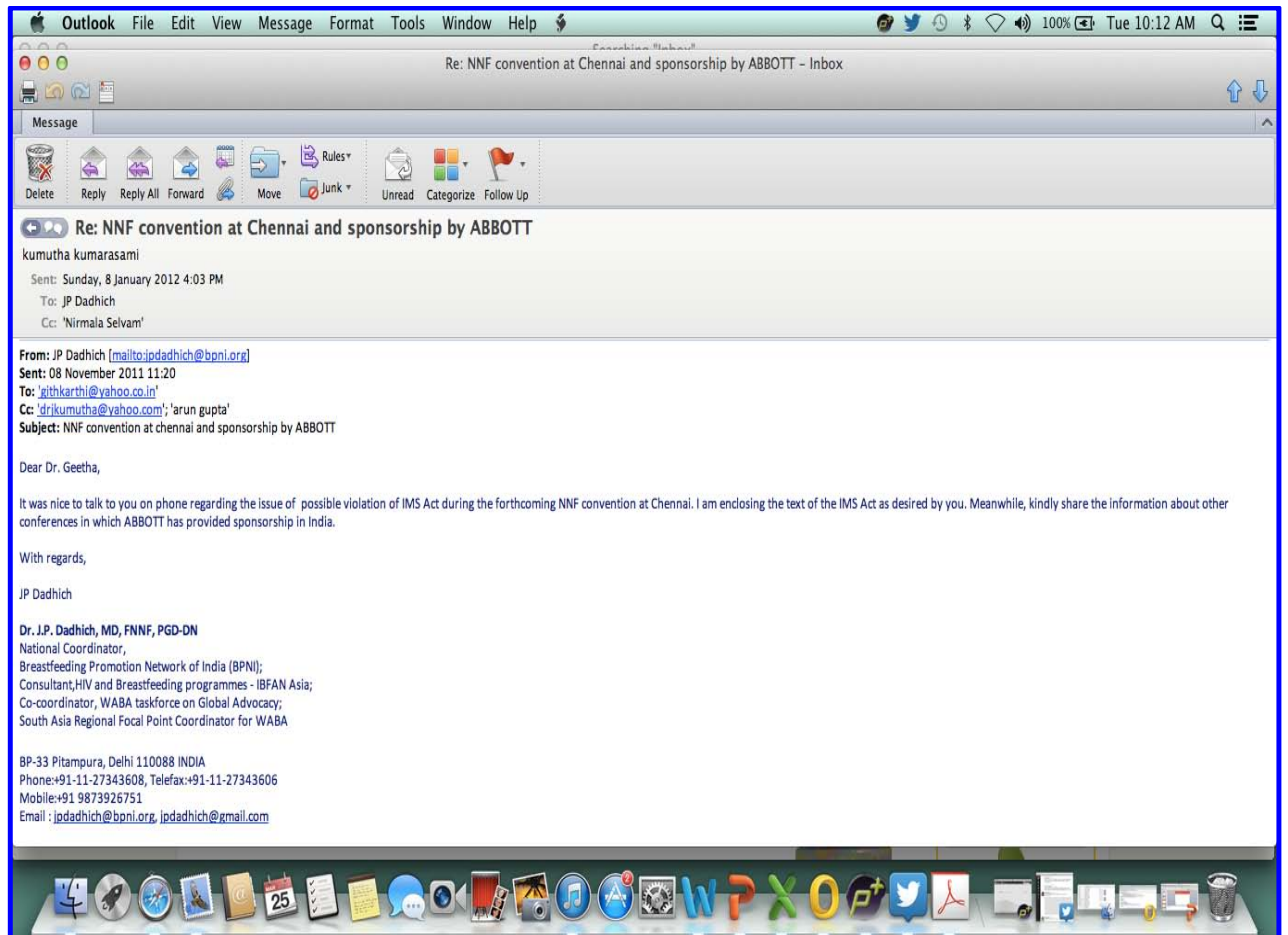 Outlook File Edit View Message Format Tools Window Help
100% Tue 10:12 AM
Searching "Inbox"
Re: NNF convention at Chennai and sponsorship by ABBOTT – Inbox
Message
Rules
Junk
Delete Reply Reply All Forward Move Unread Categorize Follow Up
Re: NNF convention at Chennai and sponsorship by ABBOTT
kumutha kumarasami
Sent: Sunday, 8 January 2012 4:03 PM
To: JP Dadhich
Cc: 'Nirmala Selvam'
From: JP Dadhich [mailto:jpdadhich@bpni.org]
Sent: 08 November 2011 11:20
To: 'githkarthi@yahoo.co.in'
Cc: 'drjkumutha@yahoo.com'; 'arun gupta'
Subject: NNF convention at chennai and sponsorship by ABBOTT
Dear Dr. Geetha,
It was nice to talk to you on phone regarding the issue of possible violation of IMS Act during the forthcoming NNF convention at Chennai. I am enclosing the text of the IMS Act as desired by you. Meanwhile, kindly share the information about other
conferences in which ABBOTT has provided sponsorship in India.
With regards,
JP Dadhich
Dr. J.P. Dadhich, MD, FNNF, PGD-DN
National Coordinator,
Breastfeeding Promotion Network of India (BPNI);
Consultant,HIV and Breastfeeding programmes - IBFAN Asia;
Co-coordinator, WABA taskforce on Global Advocacy;
South Asia Regional Focal Point Coordinator for WABA
BP-33 Pitampura, Delhi 110088 INDIA
Phone:+91-11-27343608, Telefax:+91-11-27343606
Mobile:+91 9873926751
Email : jpdadhich@bpni.org, jpdadhich@gmail.com
25